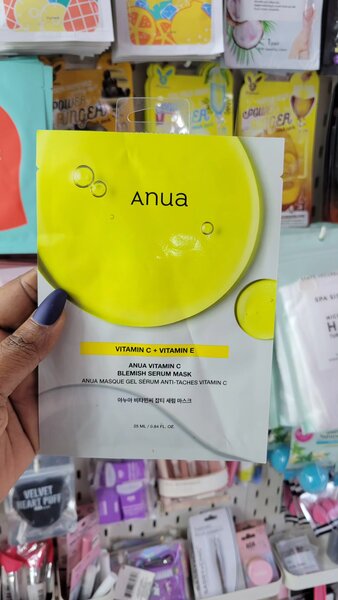 Anua
VITAMIN C + VITAMIN E
ANUA VITAMIN C
BLEMISH SERUM MASK
ANUA MASQUE GEL SÉRUM ANTI-TACHES VITAMIN C
아누아 비타민씨 잡티 세럼 마스크
25 ML / 0.84 FL. OZ.
VELVET
HEART PUFF